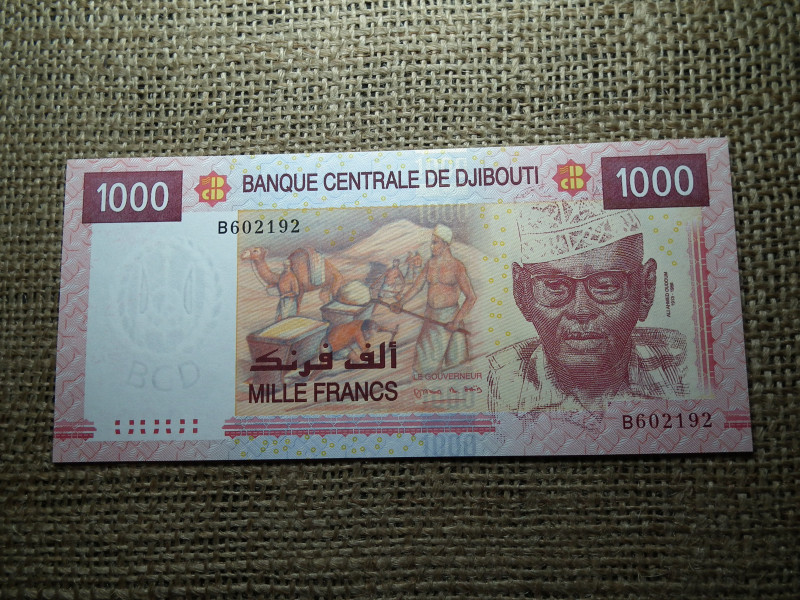 1000
BANQUE CENTRALE DE DJIBOUTI
1000
B602192
ألف فرنك
MILLE FRANCS
LE GOUVERNEUR
BCD
B602192